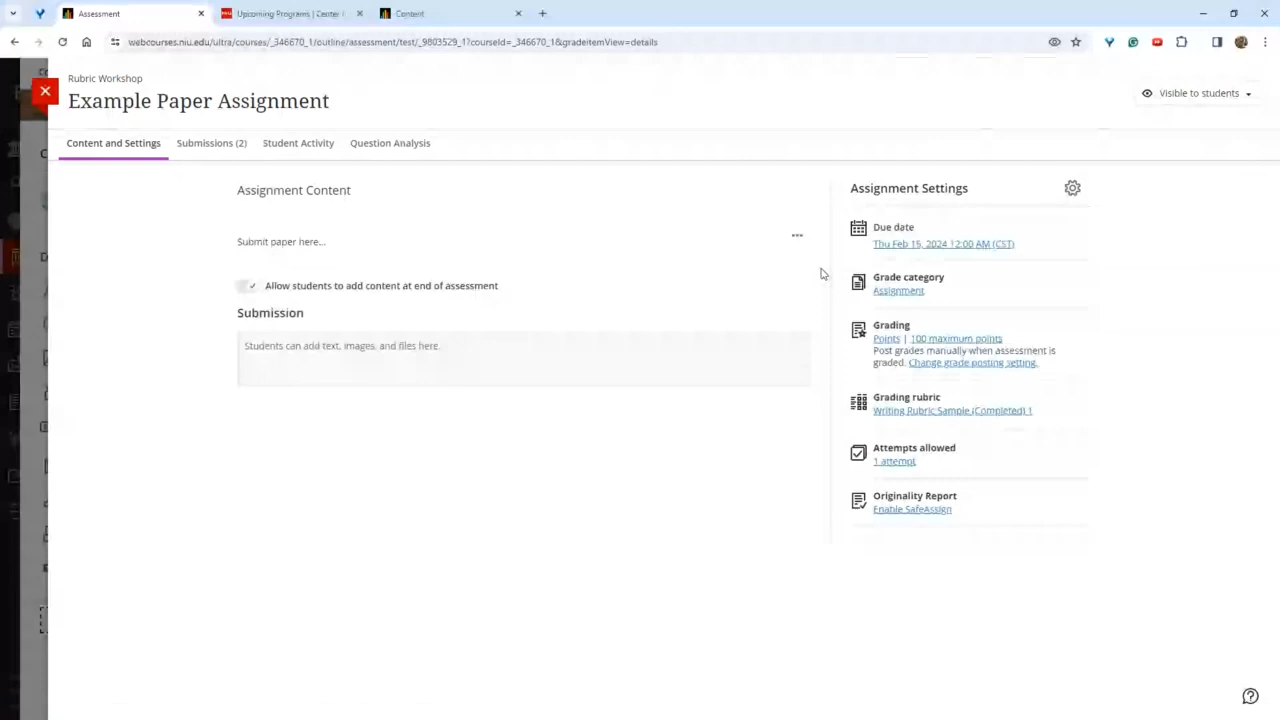 Assessment
Upcoming Programs | Center
Content
webcourses.niu.edu/ultra/courses/_346670_1/outline/assessment/test/_9803529_1?courseId=_346670_1&gradeitemView=details
Rubric Workshop
Example Paper Assignment
Visible to students
Content and Settings
Submissions (2)
Student Activity
Question Analysis
Assignment Content
Submit paper here...
Allow students to add content at end of assessment
Submission
Students can add text, images, and files here.
Assignment Settings
Due date
Thu Feb 15, 2024 12:00 AM (CST)
Grade category
Assignment
Grading
Points | 100 maximum points
Post grades manually when assessment is
graded. Change grade posting setting.
Grading rubric
Writing Rubric Sample (Completed) 1
Attempts allowed
1 attempt
Originality Report
Enable SafeAssign